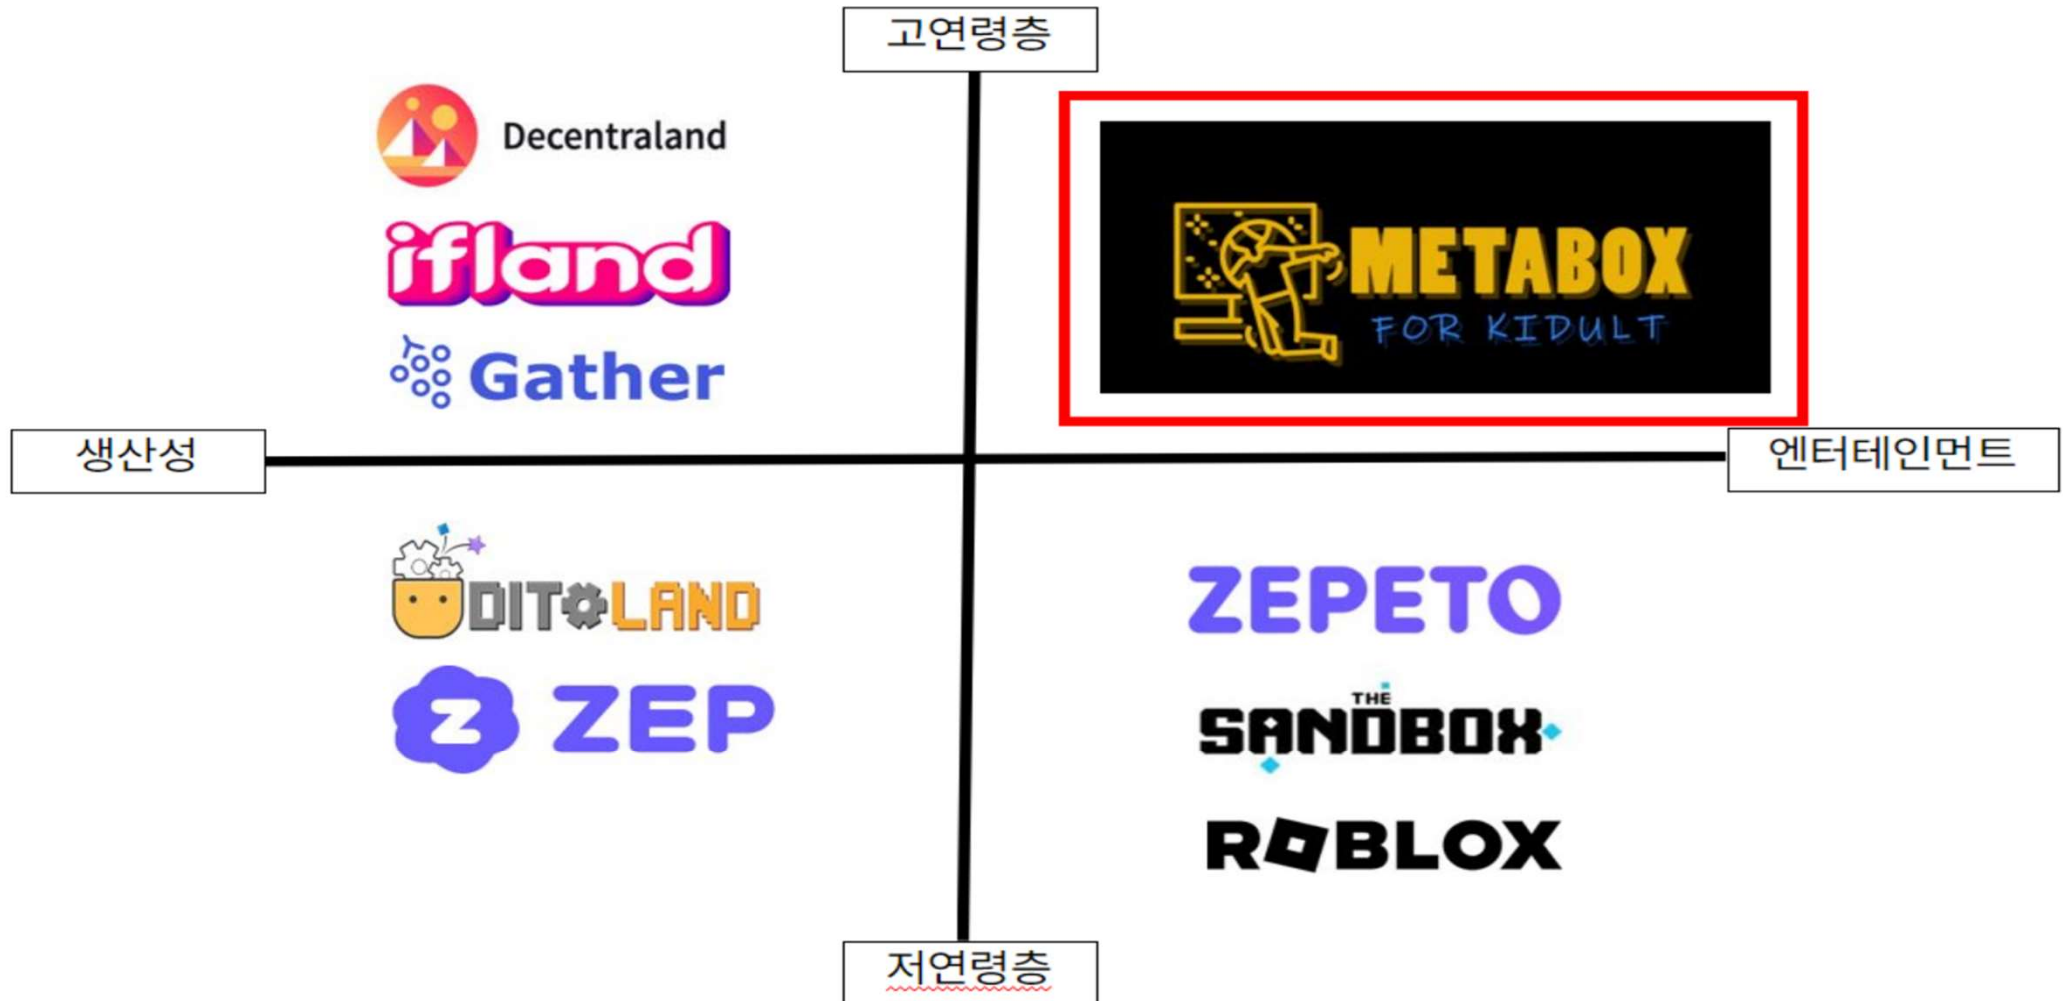 고연령층
Decentraland
ifland
Gather
METABOX
FOR KIDULT
생산성
엔터테인먼트
DITOLAND
Z ZEP
ZEPETO
THE
SANDBOX
ROBLOX
저연령층